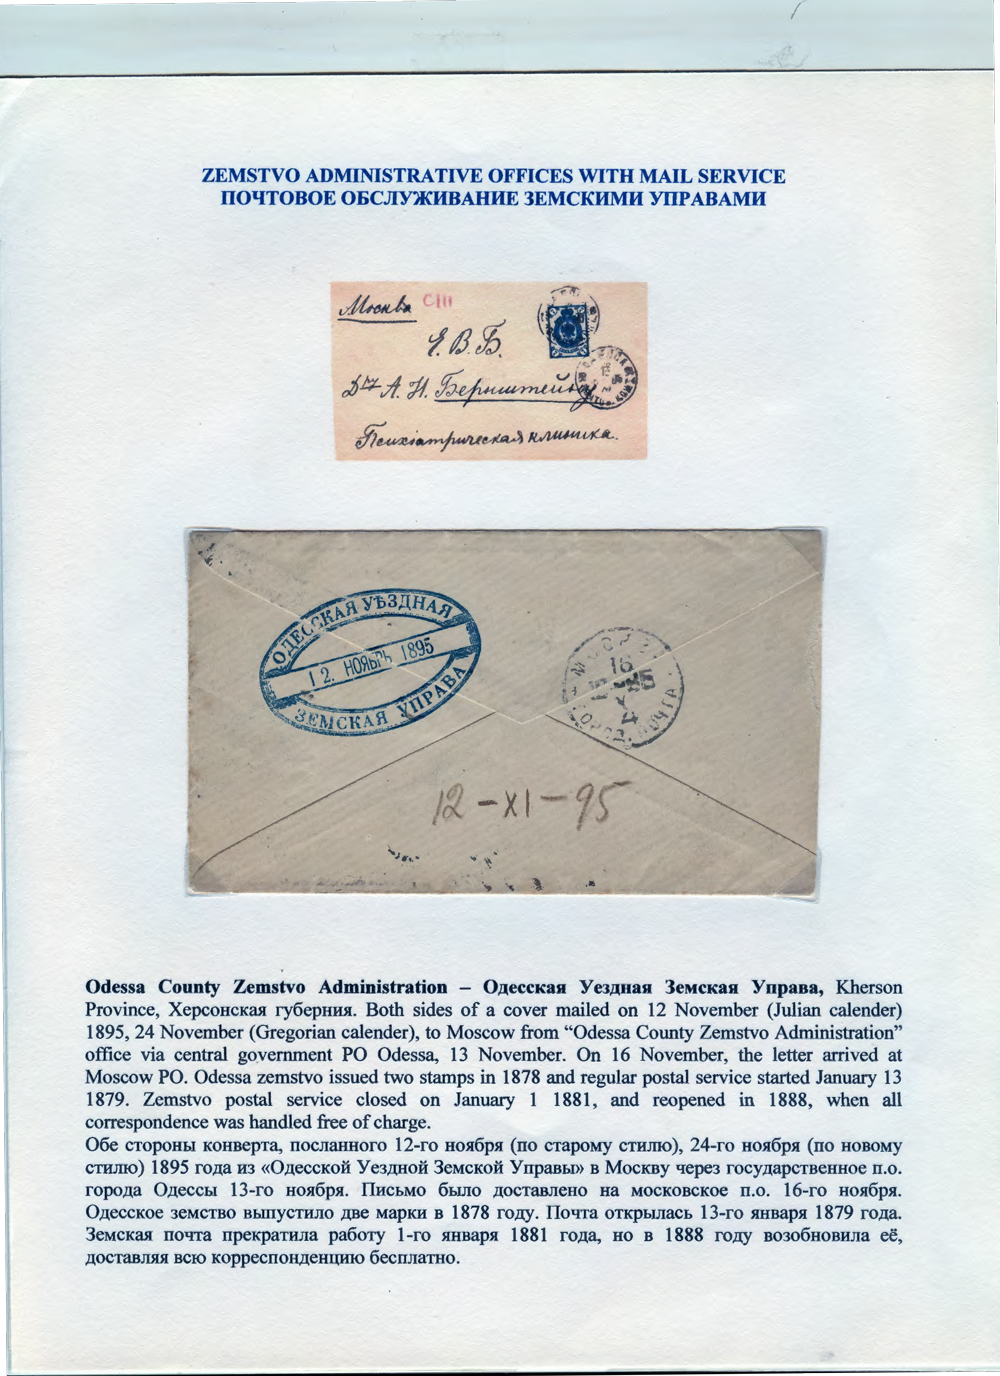 ZEMSTVO ADMINISTRATIVE OFFICES WITH MAIL SERVICE
ПОЧТОВОЕ ОБСЛУЖИВАНИЕ ЗЕМСКИМИ УПРАВАМИ
Москва
Е. В. Б.
Д-ру А. Н. Бернштейну
Психіатрическая клиника.
ОДЕССКАЯ УѢЗДНАЯ
12. НОЯБРЬ 1895
ЗЕМСКАЯ УПРАВА
16
ПОЧТА
12-XI-95
Odessa County Zemstvo Administration – Одесская Уездная Земская Управа, Kherson
Province, Херсонская губерния. Both sides of a cover mailed on 12 November (Julian calender)
1895, 24 November (Gregorian calender), to Moscow from “Odessa County Zemstvo Administration”
office via central government PO Odessa, 13 November. On 16 November, the letter arrived at
Moscow PO. Odessa zemstvo issued two stamps in 1878 and regular postal service started January 13
1879. Zemstvo postal service closed on January 1 1881, and reopened in 1888, when all
correspondence was handled free of charge.
Обе стороны конверта, посланного 12-го ноября (по старому стилю), 24-го ноября (по новому
стилю) 1895 года из «Одесской Уездной Земской Управы» в Москву через государственное п.о.
города Одессы 13-го ноября. Письмо было доставлено на московское п.о. 16-го ноября.
Одесское земство выпустило две марки в 1878 году. Почта открылась 13-го января 1879 года.
Земская почта прекратила работу 1-го января 1881 года, но в 1888 году возобновила её,
доставляя всю корреспонденцию бесплатно.